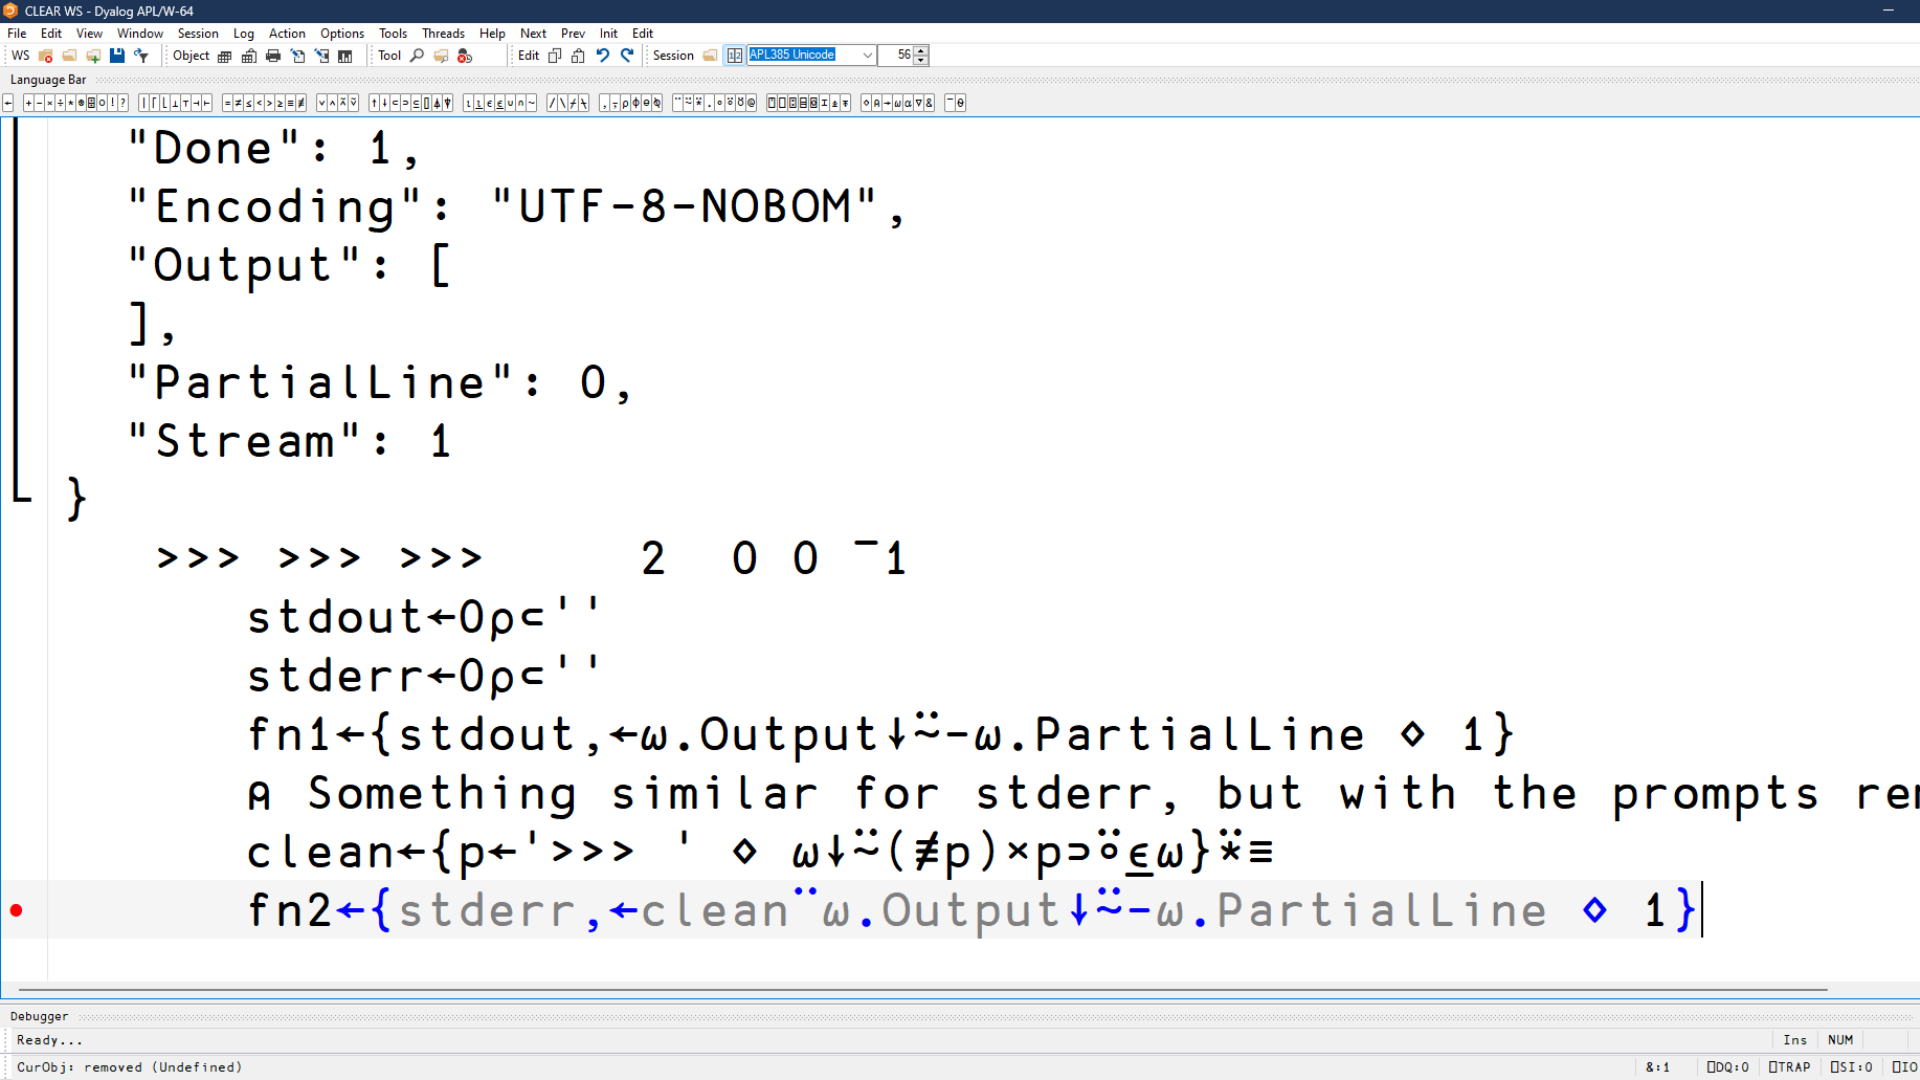 CLEAR WS - Dyalog APL/W-64
File Edit View Window Session Log Action Options Tools Threads Help Next Prev Init Edit
WS Object Tool Edit Session APL385 Unicode 56
Language Bar
"Done": 1,
"Encoding": "UTF-8-NOBOM",
"Output": [
],
"PartialLine": 0,
"Stream": 1
}
>>> >>> >>> 2 0 0 ¯1
stdout←0⍴⊂''
stderr←0⍴⊂''
fn1←{stdout,←⍵.Output↓⍨¨-⍵.PartialLine ⋄ 1}
⍝ Something similar for stderr, but with the prompts
clean←{p←'>>> ' ⋄ ⍵↓⍨(≢p)×p⊃⍥⍷⍵}⍣≡
fn2←{stderr,←clean¨⍵.Output↓⍨-⍵.PartialLine ⋄ 1}
Debugger
Ready...
Ins NUM
CurObj: removed (Undefined)
&:1 ⎕DQ:0 ⎕TRAP ⎕SI:0 ⎕IO